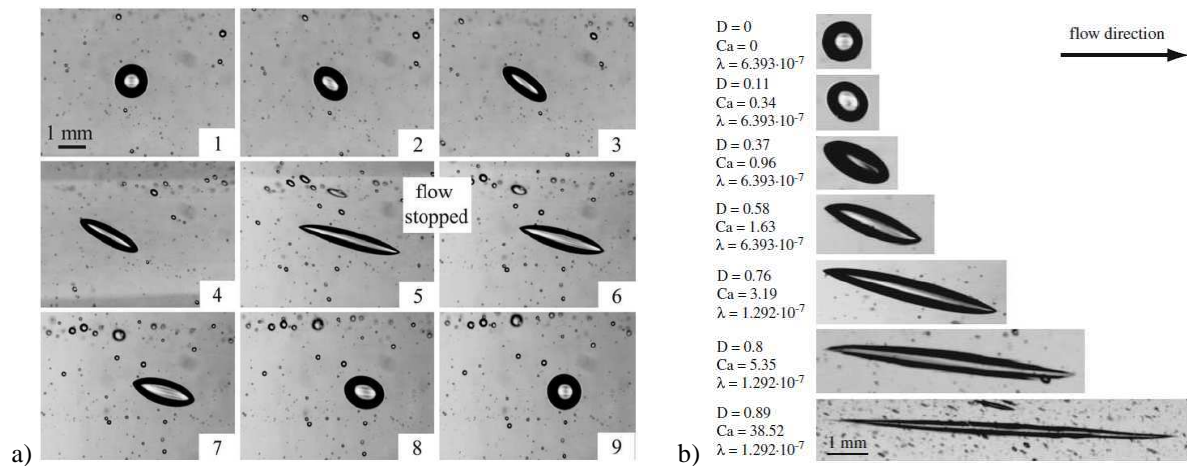 1
1 mm
2
3
4
5
flow
stopped
6
7
8
9
a)
D = 0
Ca = 0
λ = 6.393·10⁻⁷
flow direction
D = 0.11
Ca = 0.34
λ = 6.393·10⁻⁷
D = 0.37
Ca = 0.96
λ = 6.393·10⁻⁷
D = 0.58
Ca = 1.63
λ = 6.393·10⁻⁷
D = 0.76
Ca = 3.19
λ = 1.292·10⁻⁷
D = 0.8
Ca = 5.35
λ = 1.292·10⁻⁷
D = 0.89
Ca = 38.52
λ = 1.292·10⁻⁷
1 mm
b)